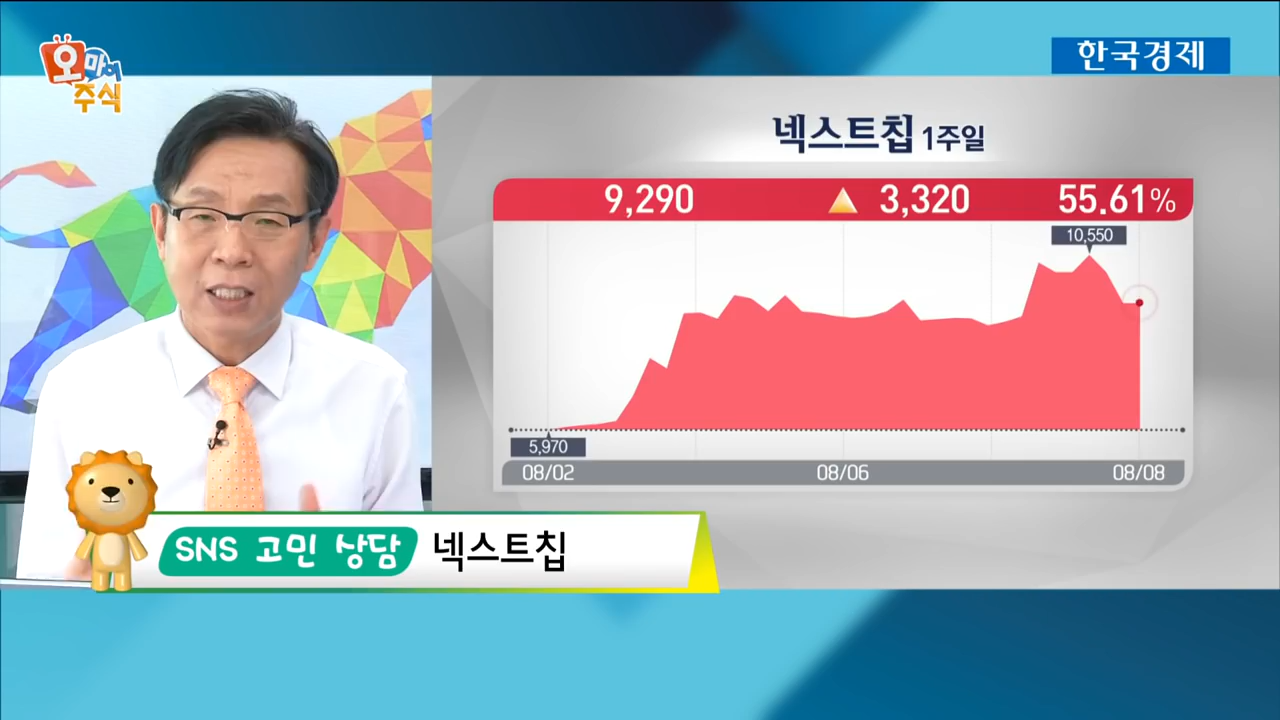 오마이
주식
한국경제
넥스트칩 1주일
9,290 ▲ 3,320 55.61%
10,550
5,970
08/02 08/06 08/08
SNS 고민 상담 넥스트칩